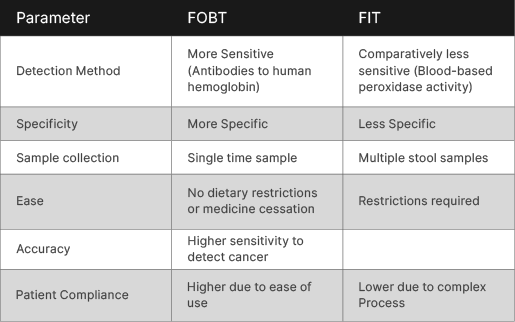 Parameter FOBT FIT
More Sensitive
Detection Method (Antibodies to human hemoglobin)
Comparatively less sensitive (Blood-based peroxidase activity)
Specificity More Specific Less Specific
Sample collection Single time sample Multiple stool samples
Ease No dietary restrictions or medicine cessation Restrictions required
Accuracy Higher sensitivity to detect cancer
Patient Compliance Higher due to ease of use Lower due to complex Process